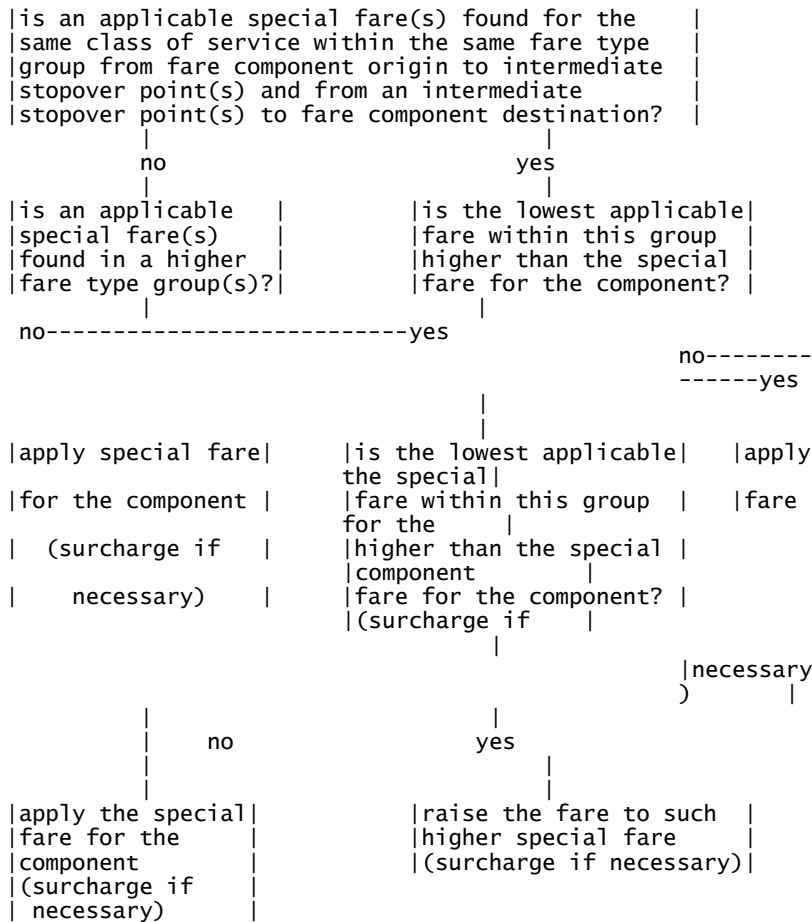 |is an applicable special fare(s) found for the    |
|same class of service within the same fare type   |
|group from fare component origin to intermediate  |
|stopover point(s) and from an intermediate        |
|stopover point(s) to fare component destination?  |
          |                             |
          no                          yes
          |                             |
|is an applicable   |         |is the lowest applicable|
|special fare(s)    |         |fare within this group  |
|found in a higher  |         |higher than the special |
|fare type group(s)?|         |fare for the component? |
          |                        |
 no---------------------------yes
                                                  no--------
                                                  ------yes
                                   |
                                   |
|apply special fare|     |is the lowest applicable|   |apply
                         the special|
|for the component |     |fare within this group  |   |fare
                         for the      |
|  (surcharge if   |     |higher than the special |
                         |component        |
|    necessary)    |     |fare for the component? |
                         |(surcharge if    |
                                    |
                                                  |necessary
                                                  )       |
          |                         |
          |    no                  yes
          |                             |
          |                             |
|apply the special|           |raise the fare to such  |
|fare for the     |           |higher special fare     |
|component        |           |(surcharge if necessary)|
|(surcharge if    |
| necessary)      |